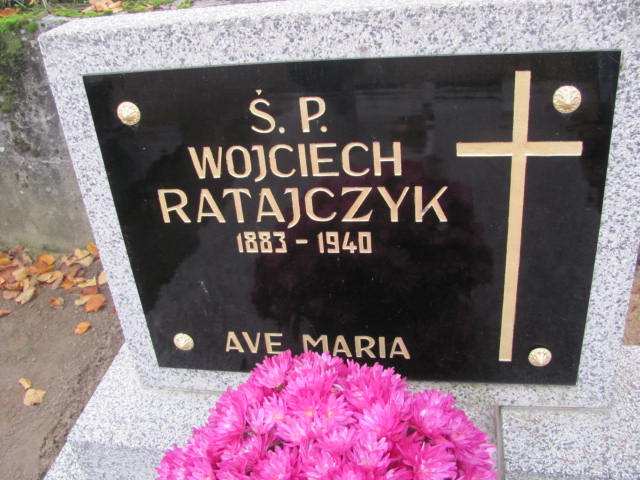 Ś. P.
WOJCIECH
RATAJCZYK
1883 - 1940
AVE MARIA